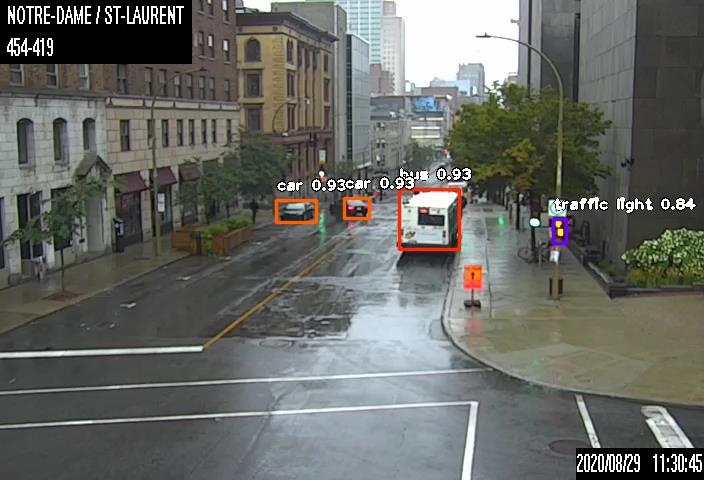 NOTRE-DAME / ST-LAURENT
454-419
car 0.93
car 0.93
bus 0.93
traffic light 0.84
2020/08/29 11:30:45